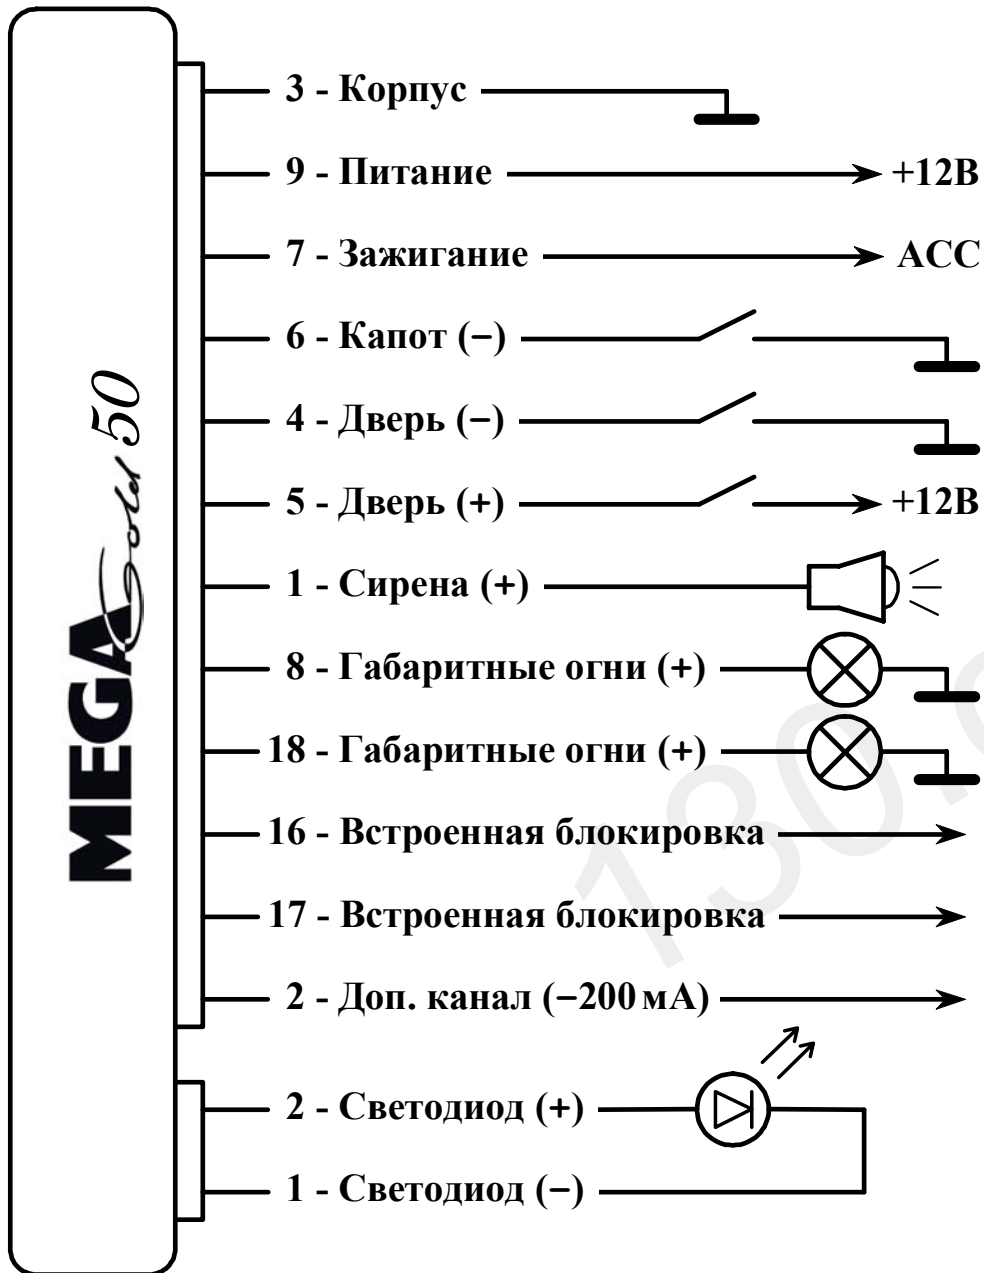 3 - Корпус
9 - Питание +12В
7 - Зажигание ACC
6 - Капот (−)
4 - Дверь (−)
5 - Дверь (+) +12В
1 - Сирена (+)
8 - Габаритные огни (+)
18 - Габаритные огни (+)
16 - Встроенная блокировка
17 - Встроенная блокировка
2 - Доп. канал (−200 мА)
2 - Светодиод (+)
1 - Светодиод (−)
MEGA Gold 50
130.